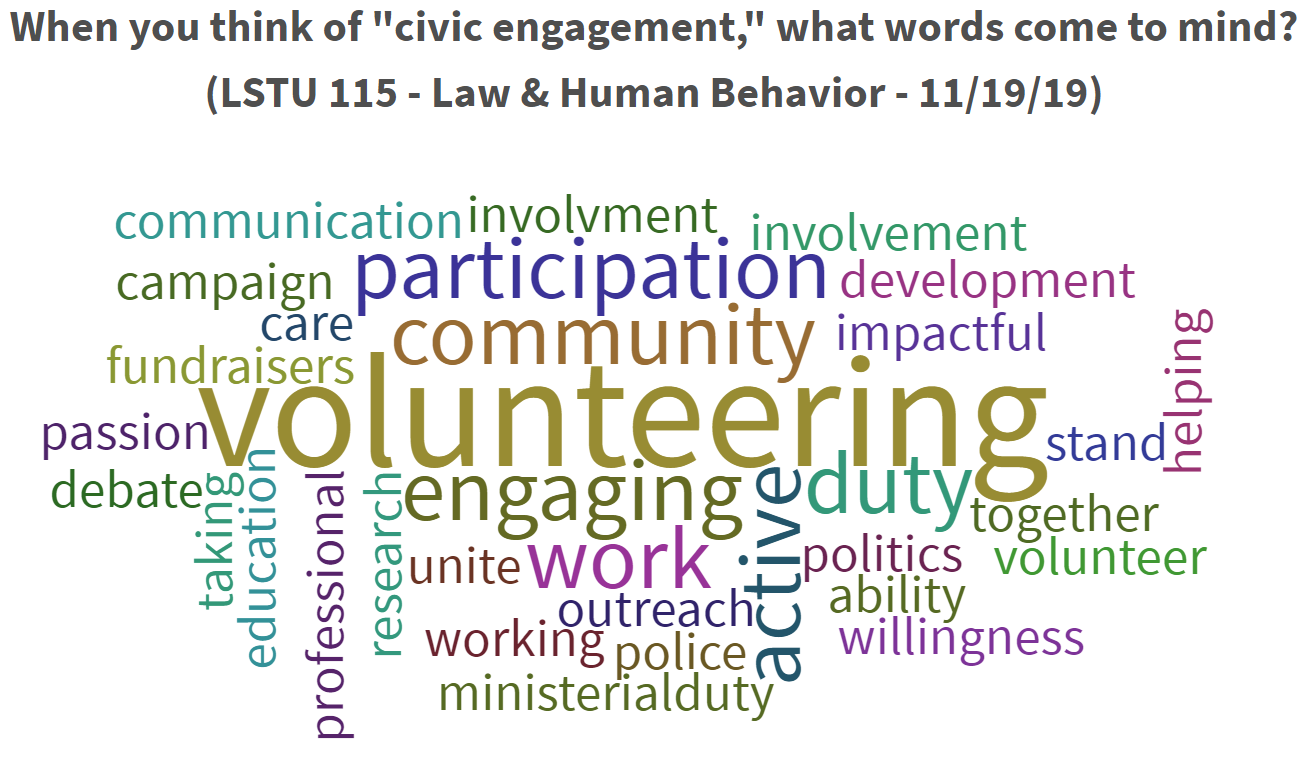 When you think of "civic engagement," what words come to mind?
(LSTU 115 - Law & Human Behavior - 11/19/19)
communication
involvment
involvement
participation
campaign
development
care
community
impactful
helping
fundraisers
volunteering
passion
stand
debate
taking
education
professional
research
engaging
active
duty
together
unite
work
politics
volunteer
outreach
ability
working
police
willingness
ministerialduty